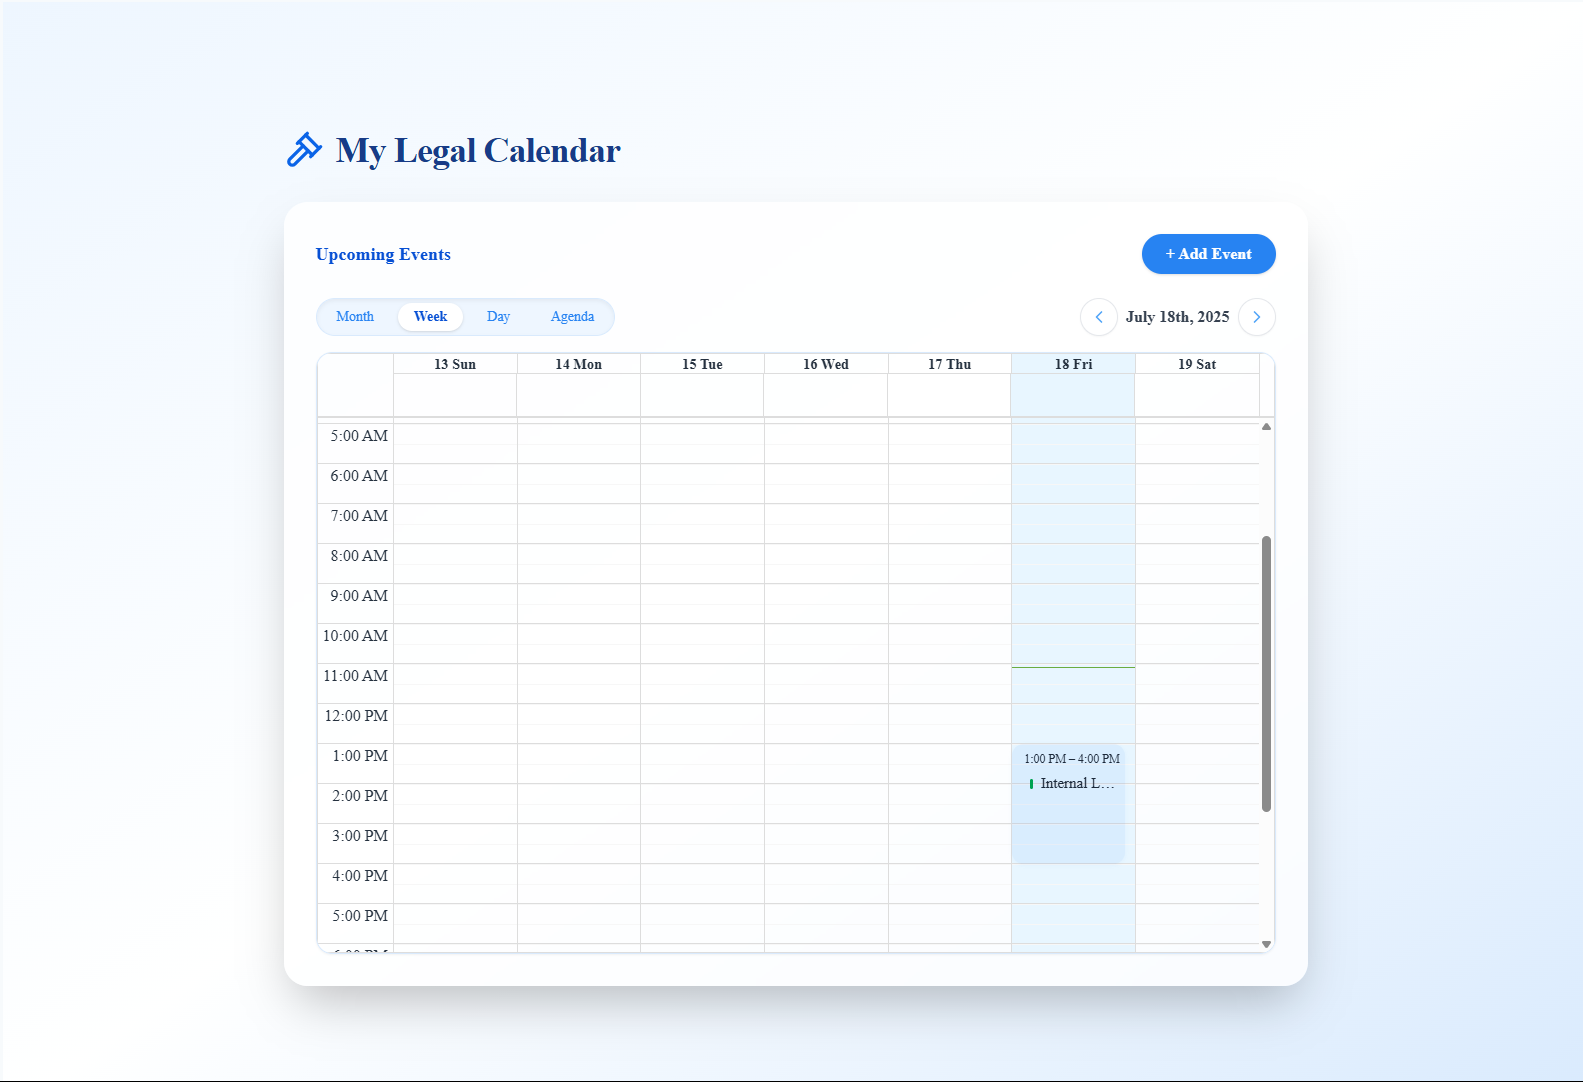 My Legal Calendar
Upcoming Events
+ Add Event
Month Week Day Agenda
July 18th, 2025
13 Sun 14 Mon 15 Tue 16 Wed 17 Thu 18 Fri 19 Sat
5:00 AM
6:00 AM
7:00 AM
8:00 AM
9:00 AM
10:00 AM
11:00 AM
12:00 PM
1:00 PM
1:00 PM – 4:00 PM
Internal L…
2:00 PM
3:00 PM
4:00 PM
5:00 PM